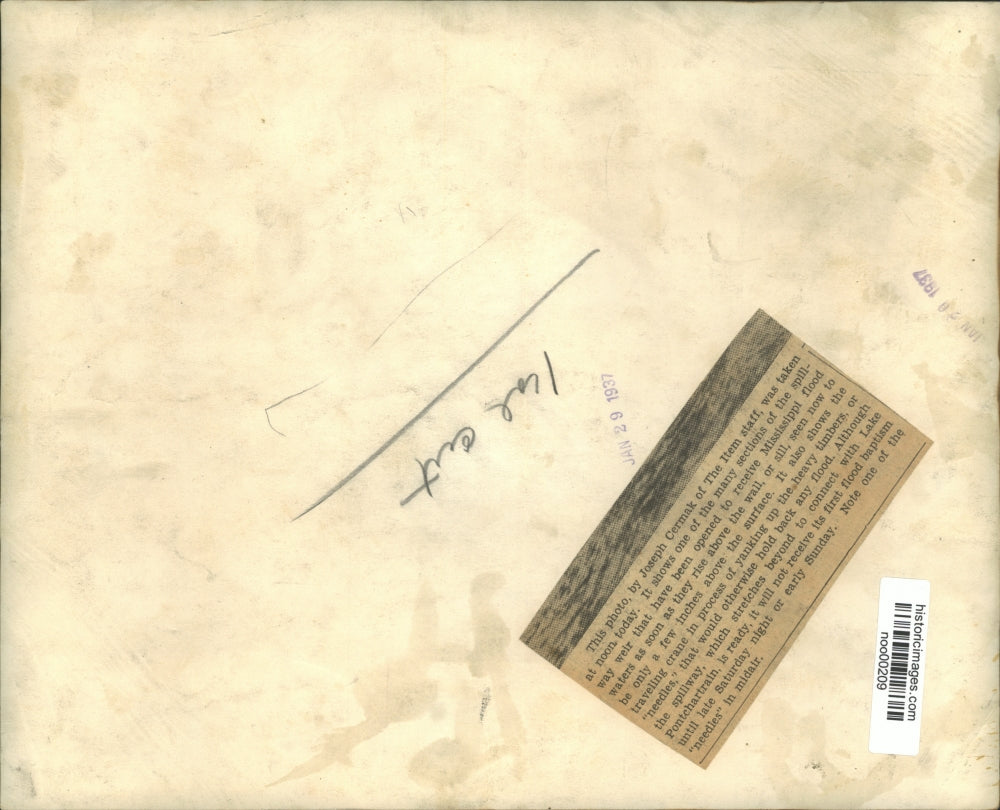 This photo, by Joseph Cermak of The Item staff, was taken
at noon today. It shows one of the many sections of the spill-
way weir that have been opened to receive Mississippi flood
waters as soon as they rise above the wall, or sill, seen now to
be only a few inches above the surface. It also shows the
traveling crane in process of yanking up the heavy timbers, or
"needles," that would otherwise hold back any flood. Although
the spillway, which stretches beyond to connect with Lake
Pontchartrain, is ready, it will not receive its first flood baptism
until late Saturday night or early Sunday. Note one of the
"needles" in midair.
JAN 29 1937
1937
historicimages.com
noo00209